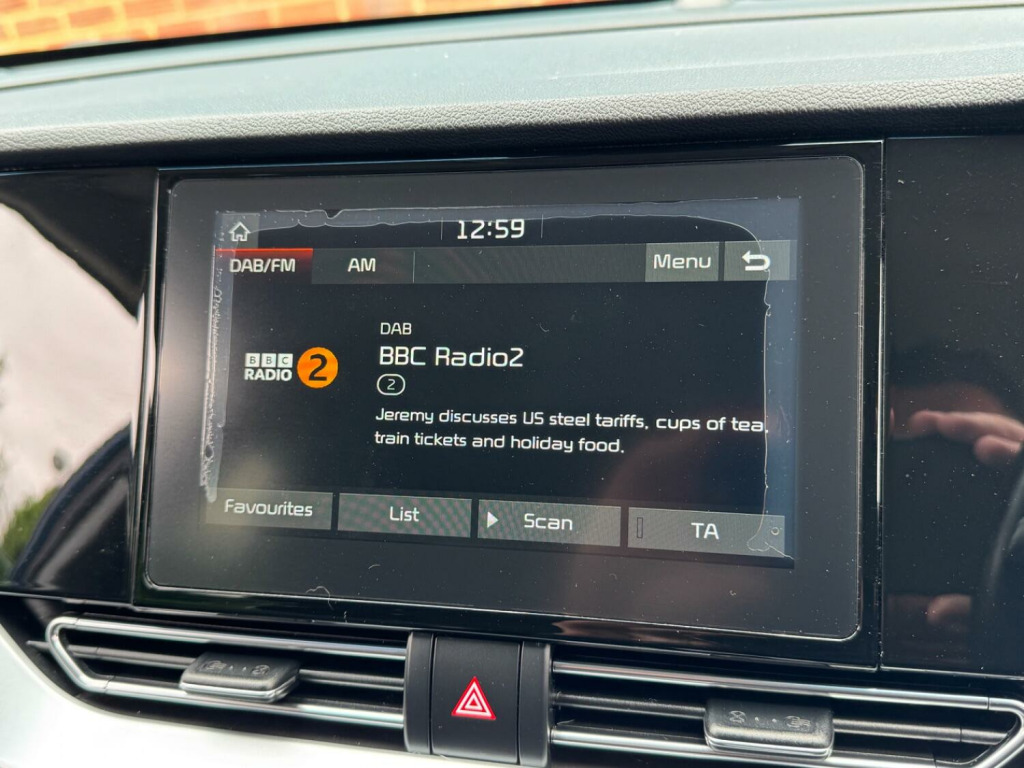 12:59
DAB/FM AM Menu
DAB
BBC RADIO 2
BBC Radio2
2
Jeremy discusses US steel tariffs, cups of tea,
train tickets and holiday food.
Favourites List Scan TA